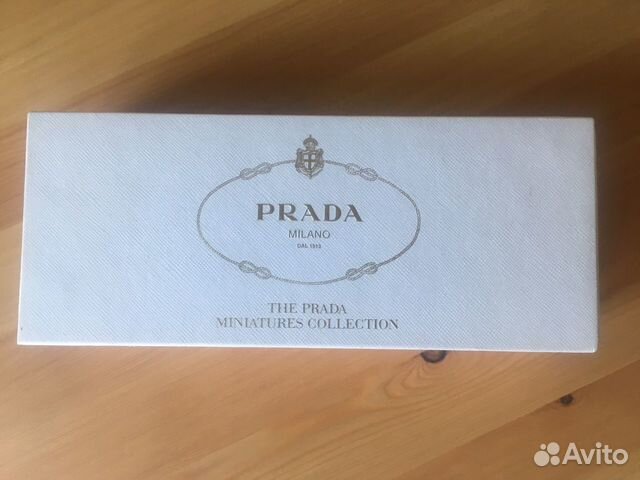 PRADA
MILANO
DAL 1913
THE PRADA
MINIATURES COLLECTION
Avito